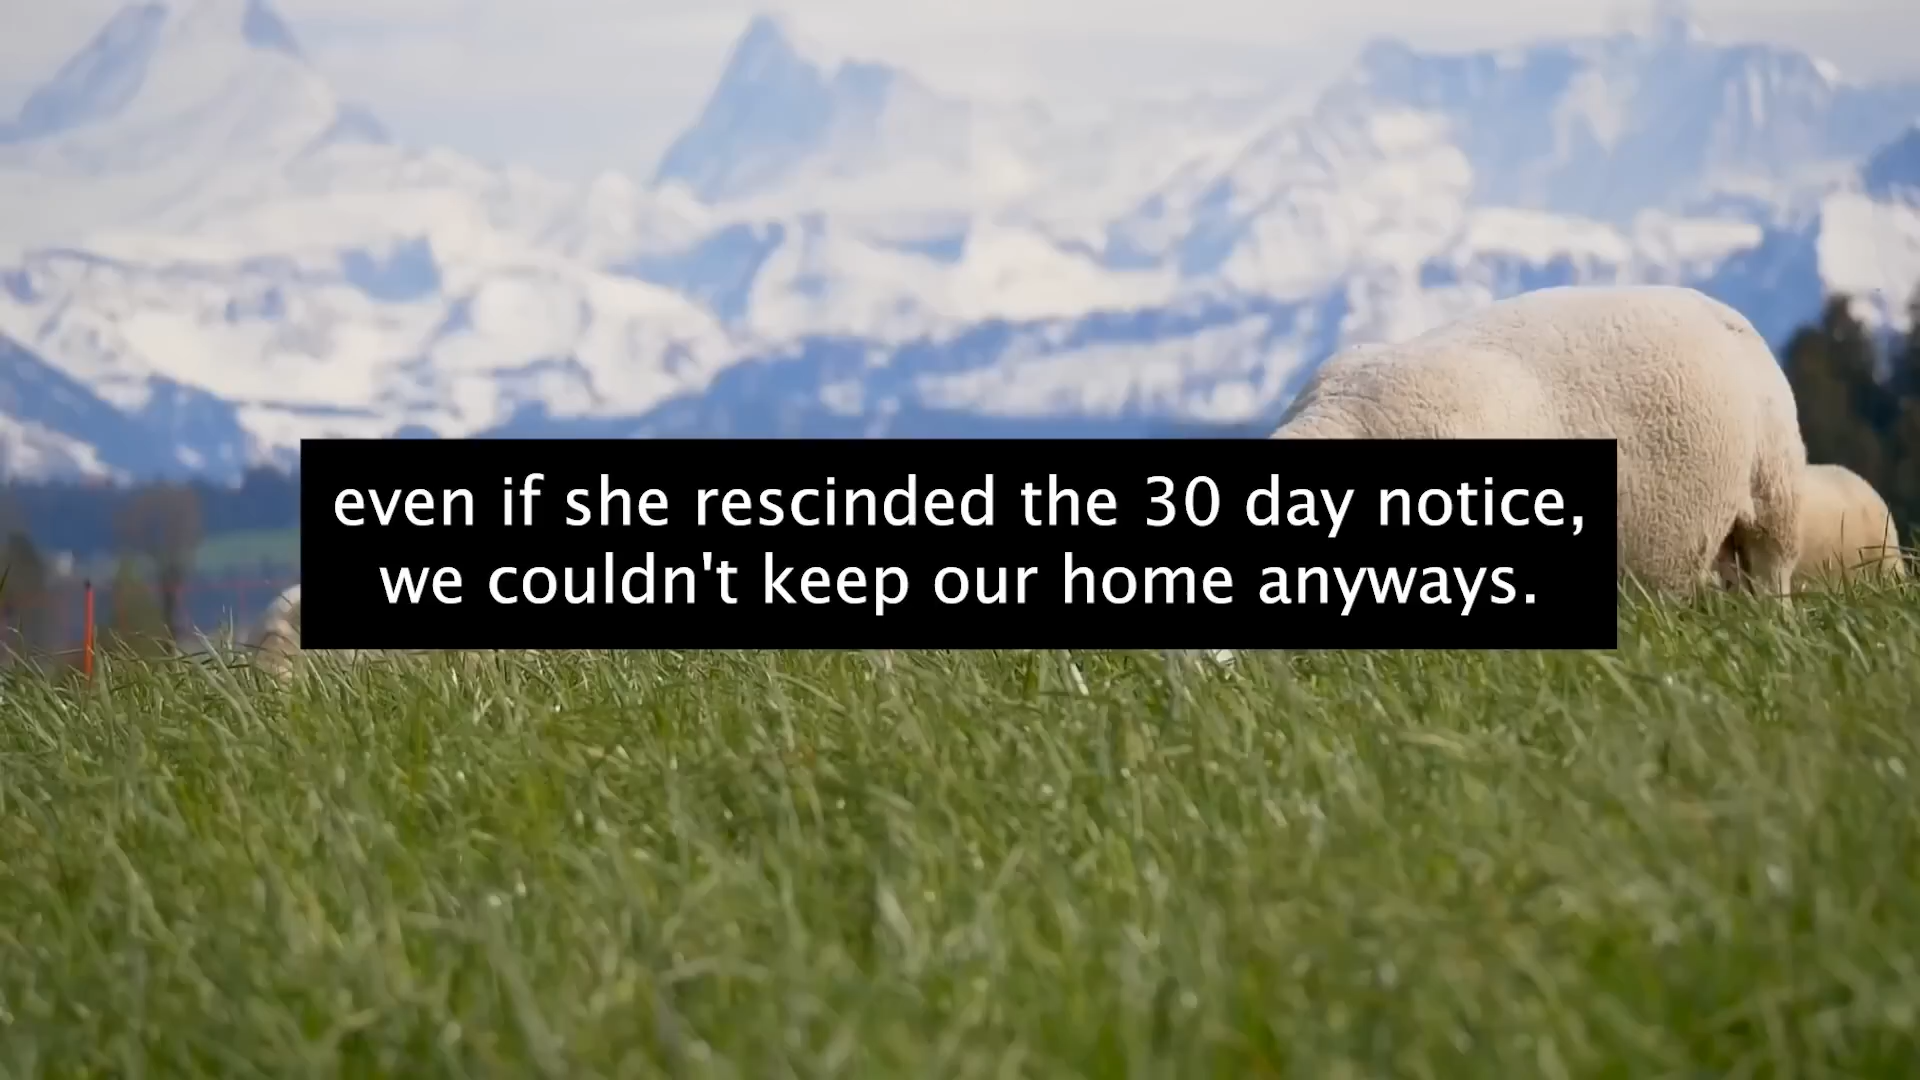 even if she rescinded the 30 day notice,
we couldn't keep our home anyways.